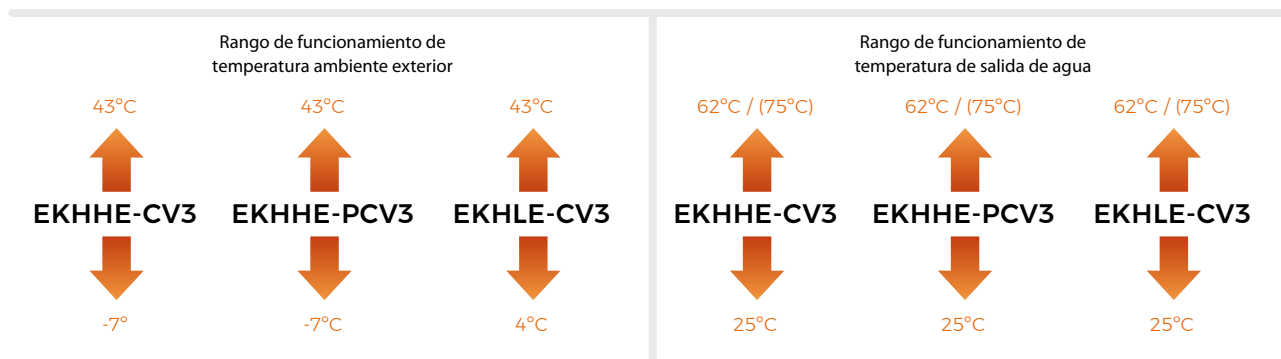 Rango de funcionamiento de
temperatura ambiente exterior
43°C 43°C 43°C
EKHHE-CV3 EKHHE-PCV3 EKHLE-CV3
-7° -7°C 4°C
Rango de funcionamiento de
temperatura de salida de agua
62°C / (75°C) 62°C / (75°C) 62°C / (75°C)
EKHHE-CV3 EKHHE-PCV3 EKHLE-CV3
25°C 25°C 25°C